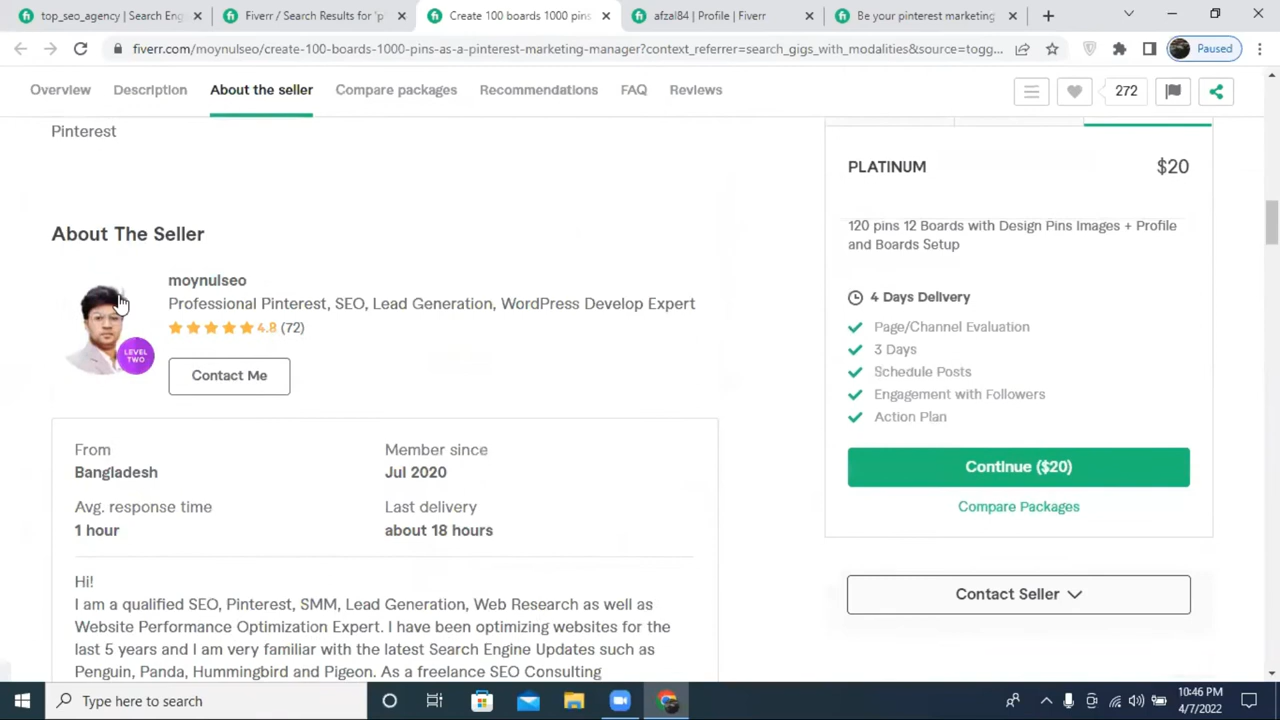 top_seo_agency | Search Eng
Fiverr / Search Results for 'p
Create 100 boards 1000 pins
afzal84 | Profile | Fiverr
Be your pinterest marketing
fiverr.com/moynulseo/create-100-boards-1000-pins-as-a-pinterest-marketing-manager?context_referrer=search_gigs_with_modalities&source=togg...
Paused
Overview
Description
About the seller
Compare packages
Recommendations
FAQ
Reviews
272
Pinterest
About The Seller
moynulseo
Professional Pinterest, SEO, Lead Generation, WordPress Develop Expert
4.8 (72)
LEVEL
TWO
Contact Me
From
Bangladesh
Member since
Jul 2020
Avg. response time
1 hour
Last delivery
about 18 hours
Hi!
I am a qualified SEO, Pinterest, SMM, Lead Generation, Web Research as well as
Website Performance Optimization Expert. I have been optimizing websites for the
last 5 years and I am very familiar with the latest Search Engine Updates such as
Penguin, Panda, Hummingbird and Pigeon. As a freelance SEO Consulting
PLATINUM
$20
120 pins 12 Boards with Design Pins Images + Profile
and Boards Setup
4 Days Delivery
Page/Channel Evaluation
3 Days
Schedule Posts
Engagement with Followers
Action Plan
Continue ($20)
Compare Packages
Contact Seller
Type here to search
10:46 PM
4/7/2022